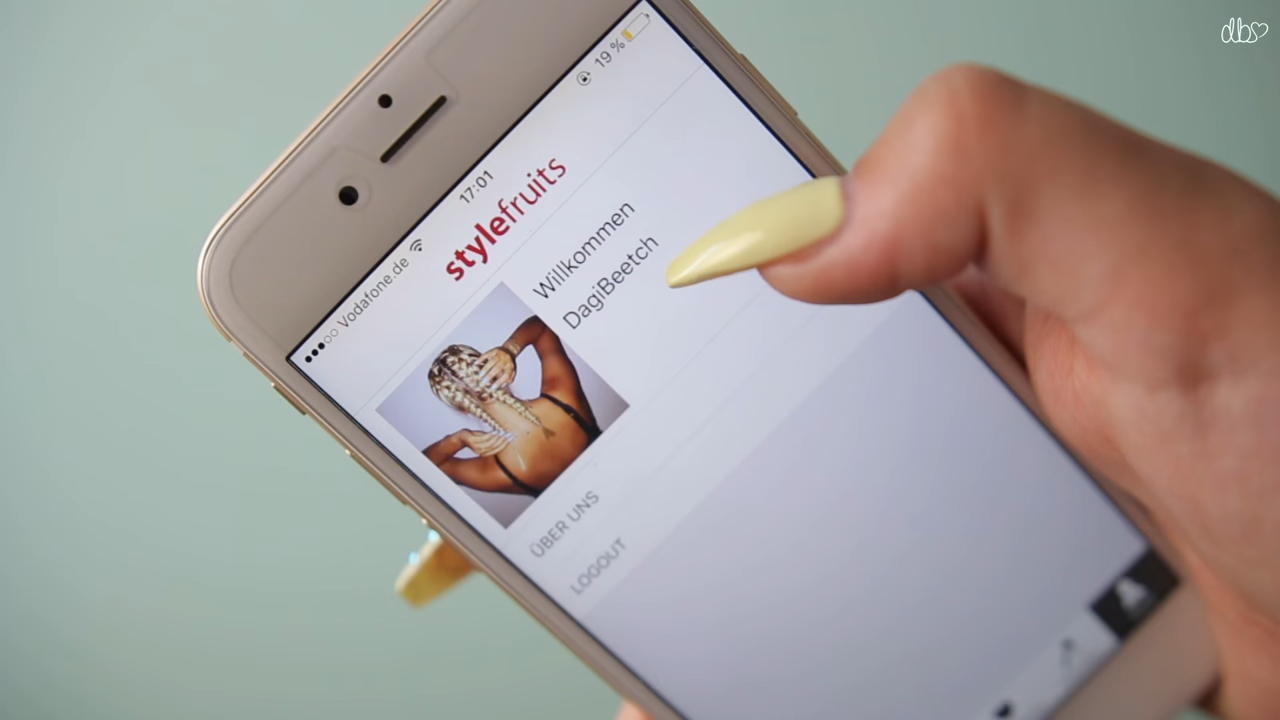 dbs♡
Vodafone.de
17:01
19 %
stylefruits
Willkommen
DagiBeetch
ÜBER UNS
LOGOUT